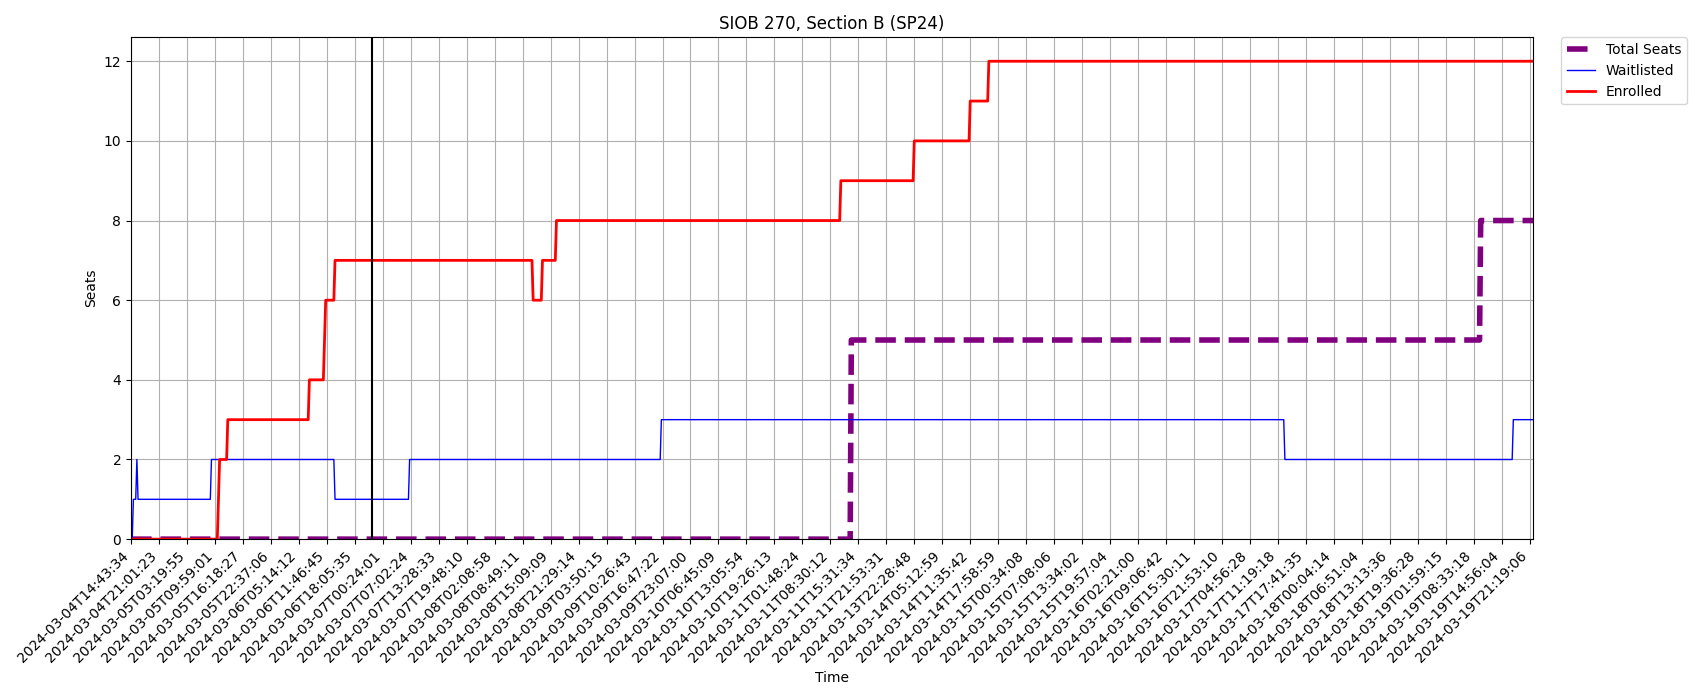 SIOB 270, Section B (SP24)
Total Seats
Waitlisted
Enrolled
Seats
12
10
8
6
4
2
0
2024-03-04T14:43:34
2024-03-04T21:01:23
2024-03-05T03:19:55
2024-03-05T09:59:01
2024-03-05T16:18:27
2024-03-05T22:37:06
2024-03-06T05:14:12
2024-03-06T11:46:45
2024-03-06T18:05:35
2024-03-07T00:24:01
2024-03-07T07:02:24
2024-03-07T13:28:33
2024-03-07T19:48:10
2024-03-08T02:08:58
2024-03-08T08:49:11
2024-03-08T15:09:09
2024-03-08T21:29:14
2024-03-09T03:50:15
2024-03-09T10:26:43
2024-03-09T16:47:22
2024-03-09T23:07:00
2024-03-10T06:45:09
2024-03-10T13:05:54
2024-03-10T19:26:13
2024-03-11T01:48:24
2024-03-11T08:30:12
2024-03-11T15:31:34
2024-03-11T21:53:31
2024-03-13T22:28:48
2024-03-14T05:12:59
2024-03-14T11:35:42
2024-03-14T17:58:59
2024-03-15T00:34:08
2024-03-15T07:08:06
2024-03-15T13:34:02
2024-03-15T19:57:04
2024-03-16T02:21:00
2024-03-16T09:06:42
2024-03-16T15:30:11
2024-03-16T21:53:10
2024-03-17T04:56:28
2024-03-17T11:19:18
2024-03-17T17:41:35
2024-03-18T00:04:14
2024-03-18T06:51:04
2024-03-18T13:13:36
2024-03-18T19:36:28
2024-03-19T01:59:15
2024-03-19T08:33:18
2024-03-19T14:56:04
2024-03-19T21:19:06
Time